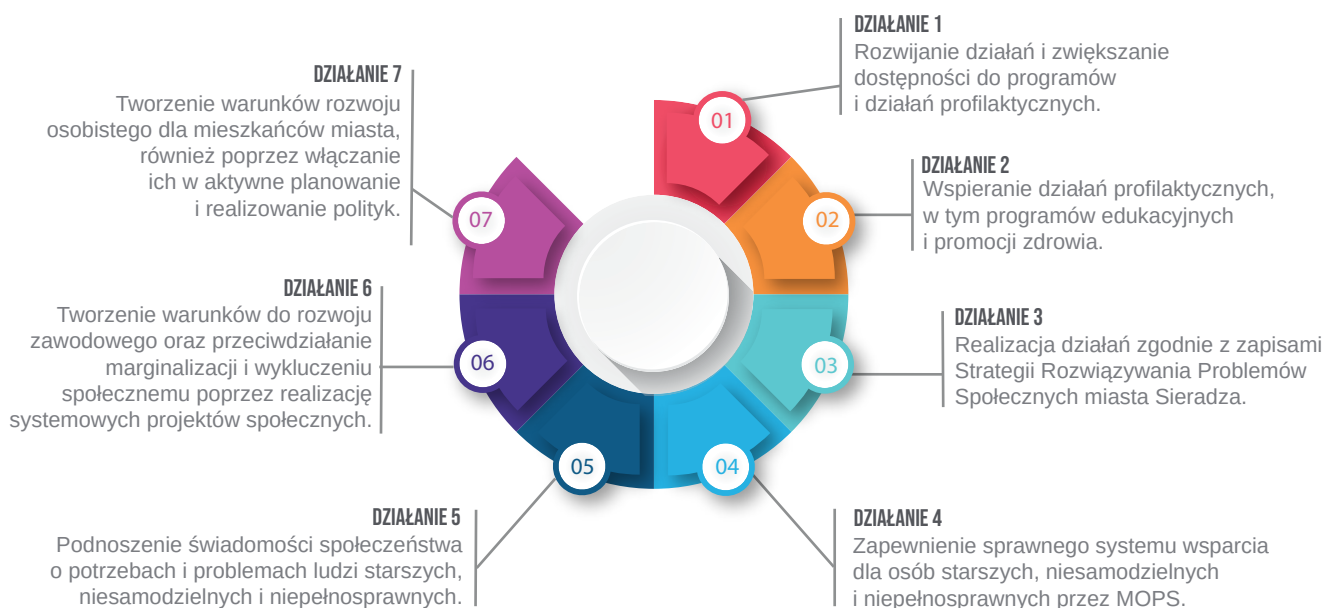 DZIAŁANIE 1
Rozwijanie działań i zwiększanie
dostępności do programów
i działań profilaktycznych.
01
DZIAŁANIE 2
Wspieranie działań profilaktycznych,
w tym programów edukacyjnych
i promocji zdrowia.
02
DZIAŁANIE 3
Realizacja działań zgodnie z zapisami
Strategii Rozwiązywania Problemów
Społecznych miasta Sieradza.
03
DZIAŁANIE 4
Zapewnienie sprawnego systemu wsparcia
dla osób starszych, niesamodzielnych
i niepełnosprawnych przez MOPS.
04
DZIAŁANIE 5
Podnoszenie świadomości społeczeństwa
o potrzebach i problemach ludzi starszych,
niesamodzielnych i niepełnosprawnych.
05
DZIAŁANIE 6
Tworzenie warunków do rozwoju
zawodowego oraz przeciwdziałanie
marginalizacji i wykluczeniu
społecznemu poprzez realizację
systemowych projektów społecznych.
06
DZIAŁANIE 7
Tworzenie warunków rozwoju
osobistego dla mieszkańców miasta,
również poprzez włączanie
ich w aktywne planowanie
i realizowanie polityk.
07